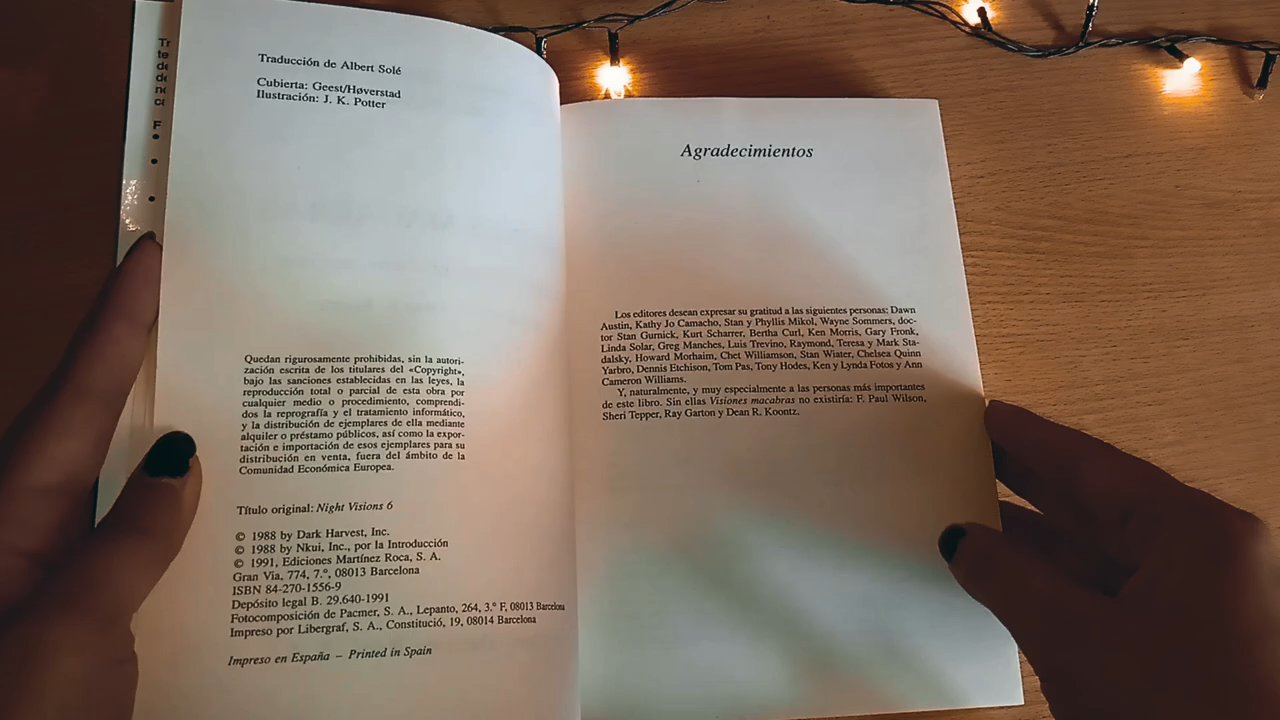 Traducción de Albert Solé
Cubierta: Geest/Høverstad
Ilustración: J. K. Potter
Quedan rigurosamente prohibidas, sin la autori-
zación escrita de los titulares del «Copyright»,
bajo las sanciones establecidas en las leyes, la
reproducción total o parcial de esta obra por
cualquier medio o procedimiento, comprendi-
dos la reprografía y el tratamiento informático,
y la distribución de ejemplares de ella mediante
alquiler o préstamo públicos, así como la expor-
tación e importación de esos ejemplares para su
distribución en venta, fuera del ámbito de la
Comunidad Económica Europea.
Título original: Night Visions 6
© 1988 by Dark Harvest, Inc.
© 1988 by Nkui, Inc., por la Introducción
© 1991, Ediciones Martínez Roca, S. A.
Gran Via, 774, 7.º, 08013 Barcelona
ISBN 84-270-1556-9
Depósito legal B. 29.640-1991
Fotocomposición de Pacmer, S. A., Lepanto, 264, 3.º F, 08013 Barcelona
Impreso por Libergraf, S. A., Constitució, 19, 08014 Barcelona
Impreso en España – Printed in Spain
Agradecimientos
Los editores desean expresar su gratitud a las siguientes personas: Dawn
Austin, Kathy Jo Camacho, Stan y Phyllis Mikol, Wayne Sommers, doc-
tor Stan Gurnick, Kurt Scharrer, Bertha Curl, Ken Morris, Gary Fronk,
Linda Solar, Greg Manches, Luis Trevino, Raymond, Teresa y Mark Sta-
dalsky, Howard Morhaim, Chet Williamson, Stan Wiater, Chelsea Quinn
Yarbro, Dennis Etchison, Tom Pas, Tony Hodes, Ken y Lynda Fotos y Ann
Cameron Williams.
Y, naturalmente, y muy especialmente a las personas más importantes
de este libro. Sin ellas Visiones macabras no existiría: F. Paul Wilson,
Sheri Tepper, Ray Garton y Dean R. Koontz.